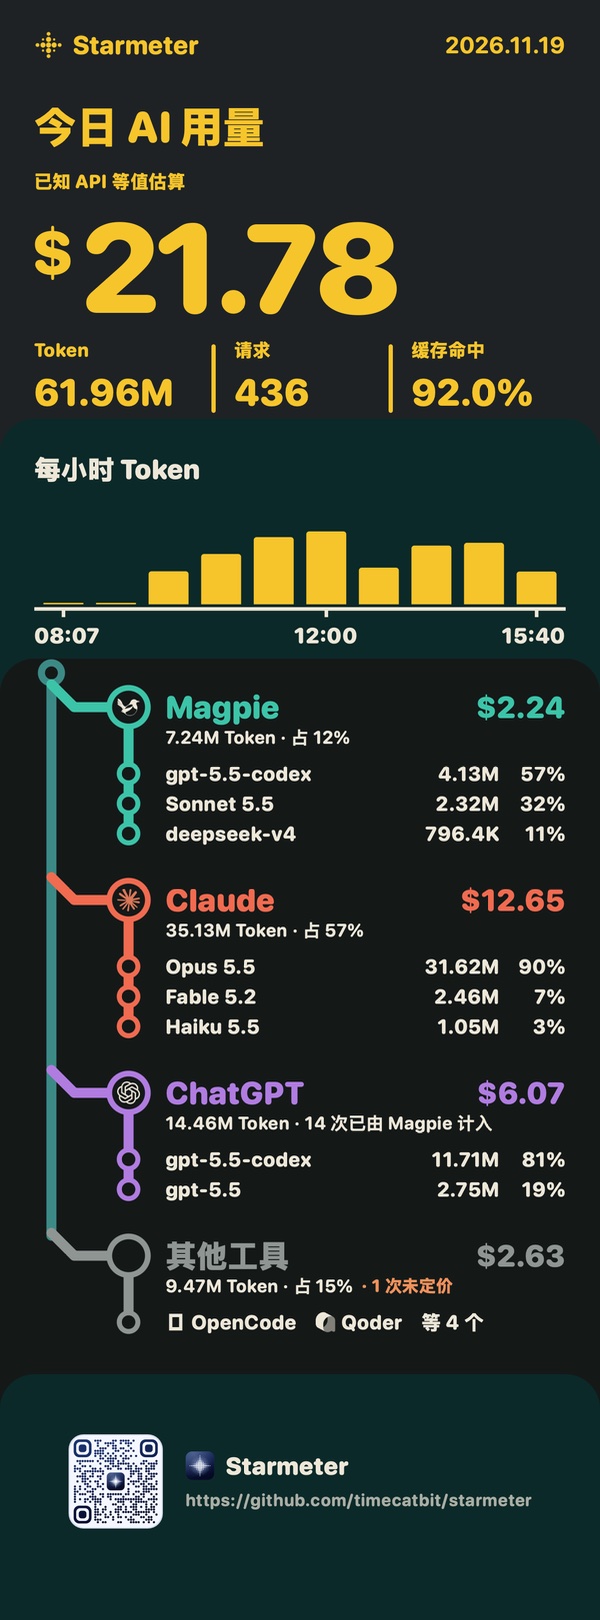 Starmeter 2026.11.19
今日 AI 用量
已知 API 等值估算
$21.78
Token 请求 缓存命中
61.96M 436 92.0%
每小时 Token
08:07 12:00 15:40
Magpie $2.24
7.24M Token · 占 12%
gpt-5.5-codex 4.13M 57%
Sonnet 5.5 2.32M 32%
deepseek-v4 796.4K 11%
Claude $12.65
35.13M Token · 占 57%
Opus 5.5 31.62M 90%
Fable 5.2 2.46M 7%
Haiku 5.5 1.05M 3%
ChatGPT $6.07
14.46M Token · 14 次已由 Magpie 计入
gpt-5.5-codex 11.71M 81%
gpt-5.5 2.75M 19%
其他工具 $2.63
9.47M Token · 占 15% · 1 次未定价
OpenCode Qoder 等 4 个
Starmeter
https://github.com/timecatbit/starmeter